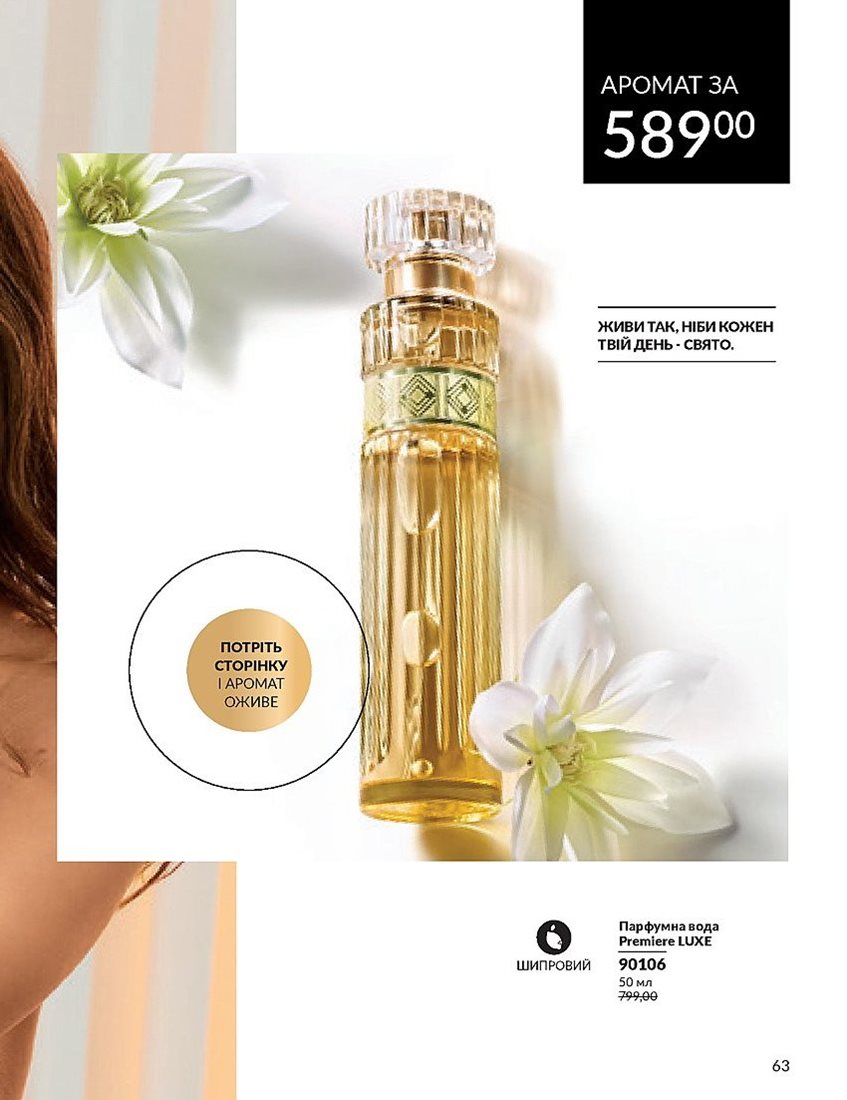 АРОМАТ ЗА
589⁰⁰
ЖИВИ ТАК, НІБИ КОЖЕН
ТВІЙ ДЕНЬ - СВЯТО.
ПОТРІТЬ
СТОРІНКУ
І АРОМАТ
ОЖИВЕ
ШИПРОВИЙ
Парфумна вода
Premiere LUXE
90106
50 мл
799,00
63